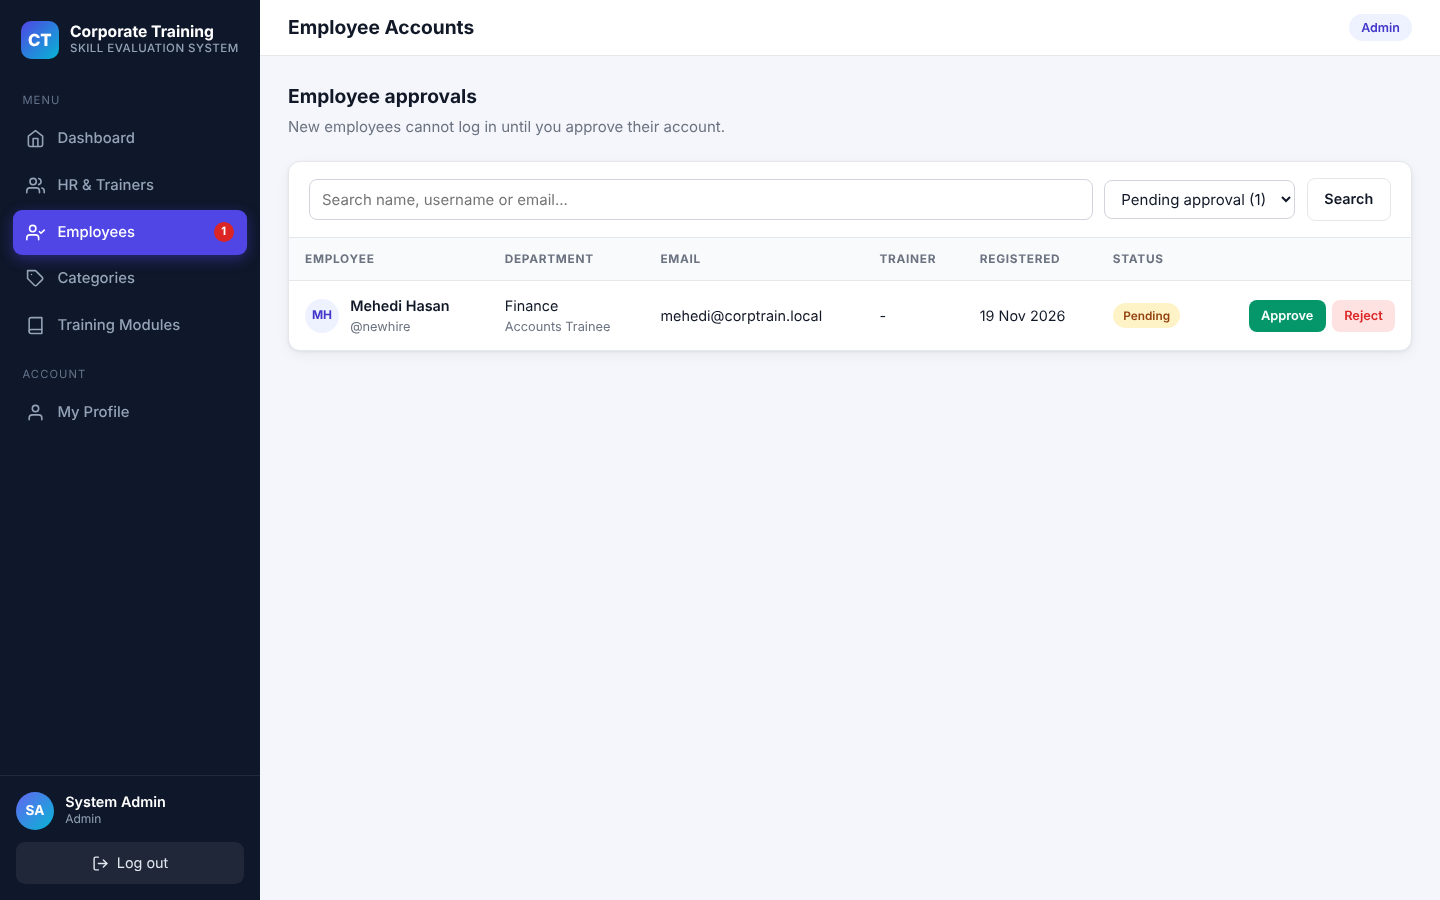 CT
Corporate Training
SKILL EVALUATION SYSTEM
MENU
Dashboard
HR & Trainers
Employees 1
Categories
Training Modules
ACCOUNT
My Profile
SA
System Admin
Admin
Log out
Employee Accounts
Admin
Employee approvals
New employees cannot log in until you approve their account.
Search name, username or email...
Pending approval (1)
Search
EMPLOYEE DEPARTMENT EMAIL TRAINER REGISTERED STATUS
MH
Mehedi Hasan
@newhire
Finance
Accounts Trainee
mehedi@corptrain.local
-
19 Nov 2026
Pending
Approve
Reject